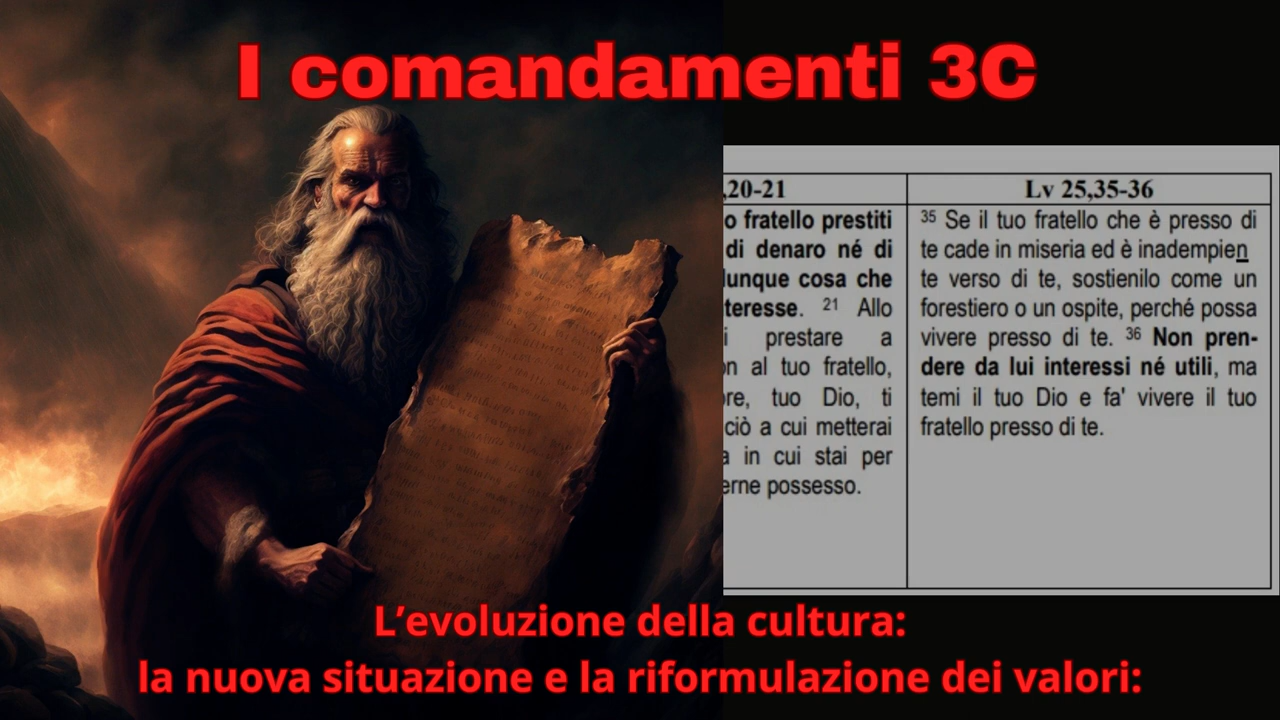 I comandamenti 3C
,20-21
o fratello prestiti
di denaro né di
lunque cosa che
teresse. 21 Allo
i prestare a
n al tuo fratello,
re, tuo Dio, ti
ciò a cui metterai
a in cui stai per
erne possesso.
Lv 25,35-36
35 Se il tuo fratello che è presso di
te cade in miseria ed è inadempien
te verso di te, sostienilo come un
forestiero o un ospite, perché possa
vivere presso di te. 36 Non pren-
dere da lui interessi né utili, ma
temi il tuo Dio e fa' vivere il tuo
fratello presso di te.
L’evoluzione della cultura:
la nuova situazione e la riformulazione dei valori: